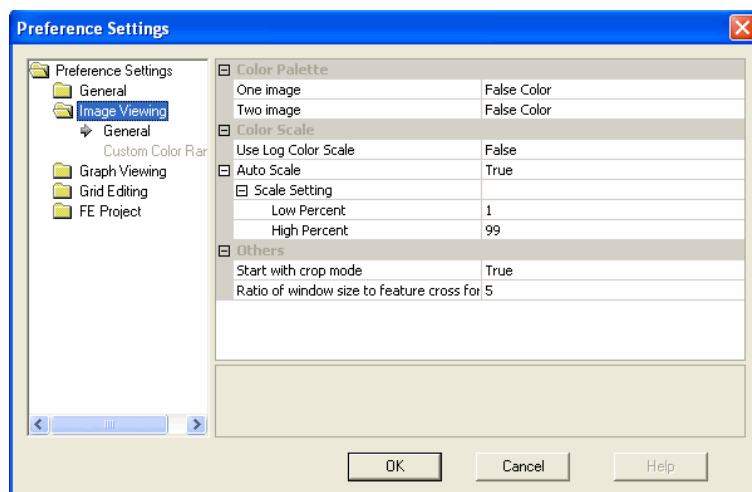 Preference Settings
Preference Settings
General
Image Viewing
General
Custom Color Rar
Graph Viewing
Grid Editing
FE Project
Color Palette
One image False Color
Two image False Color
Color Scale
Use Log Color Scale False
Auto Scale True
Scale Setting
Low Percent 1
High Percent 99
Others
Start with crop mode True
Ratio of window size to feature cross for 5
OK Cancel Help